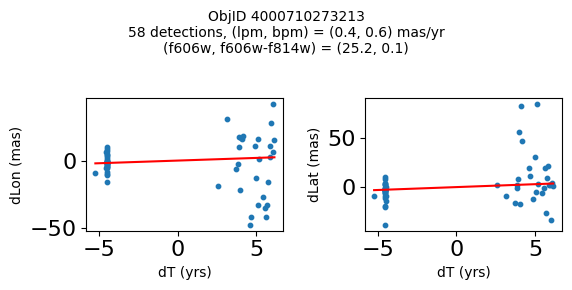 ObjID 4000710273213
58 detections, (lpm, bpm) = (0.4, 0.6) mas/yr
(f606w, f606w-f814w) = (25.2, 0.1)
dLon (mas)
0
−50
−5 0 5
dT (yrs)
dLat (mas)
50
0
−5 0 5
dT (yrs)